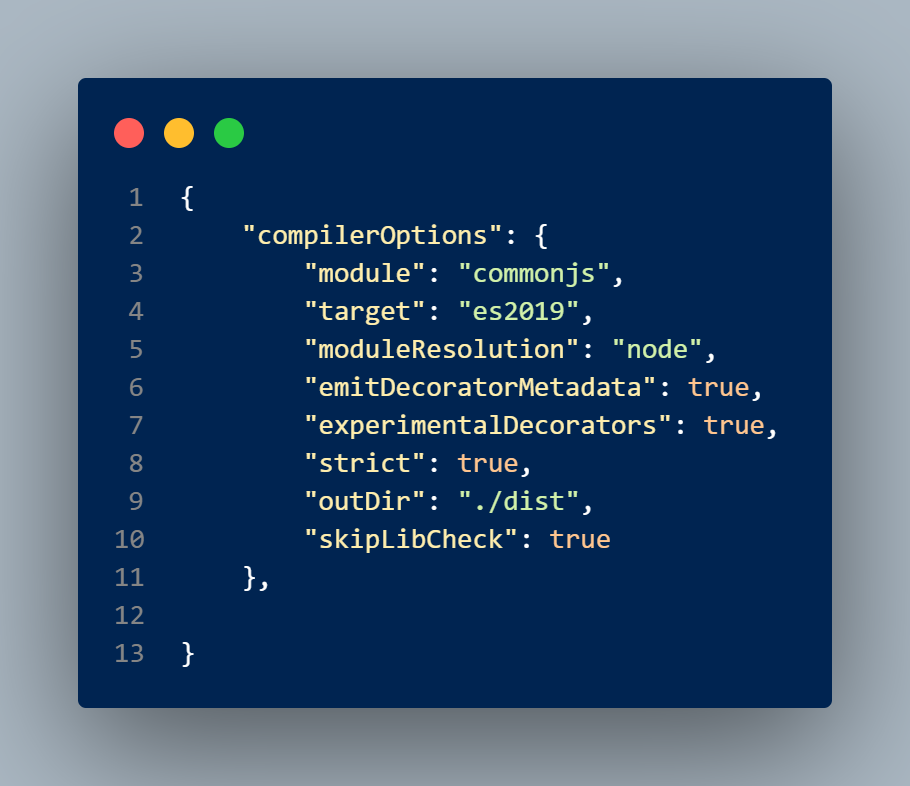 1 {
2     "compilerOptions": {
3         "module": "commonjs",
4         "target": "es2019",
5         "moduleResolution": "node",
6         "emitDecoratorMetadata": true,
7         "experimentalDecorators": true,
8         "strict": true,
9         "outDir": "./dist",
10         "skipLibCheck": true
11     },
12
13 }